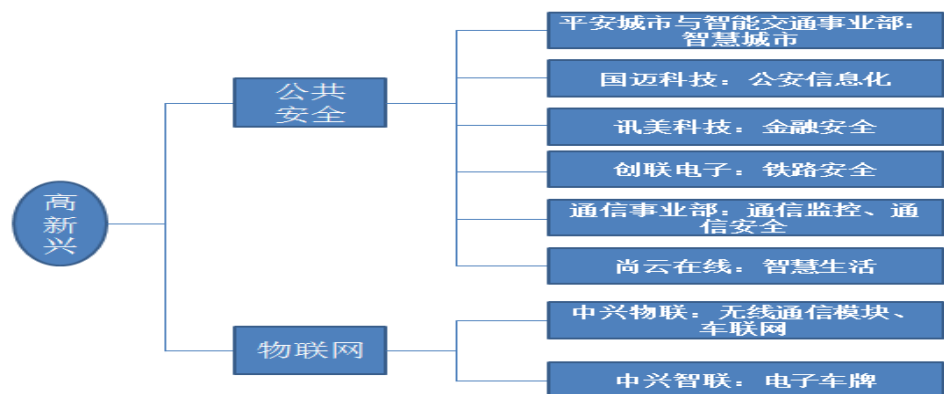 高
新
兴
公共
安全
物联网
平安城市与智能交通事业部：
智慧城市
国迈科技：公安信息化
讯美科技：金融安全
创联电子：铁路安全
通信事业部：通信监控、通
信安全
尚云在线：智慧生活
中兴物联：无线通信模块、
车联网
中兴智联：电子车牌